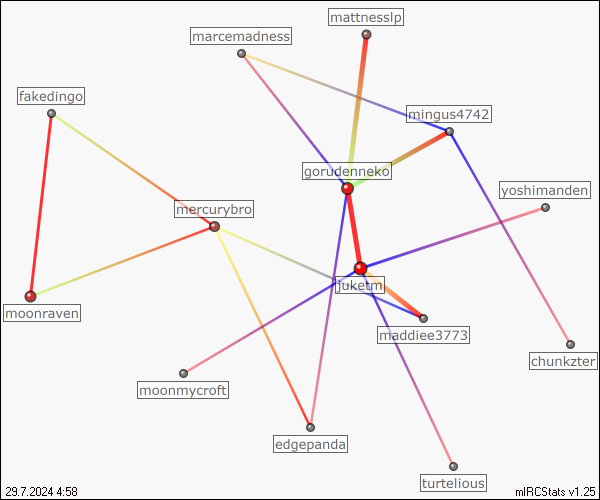 mattnesslp
marcemadness
fakedingo
mingus4742
gorudenneko
yoshimanden
mercurybro
juketm
moonraven
maddiee3773
chunkzter
moonmycroft
edgepanda
turtelious
29.7.2024 4:58
mIRCStats v1.25